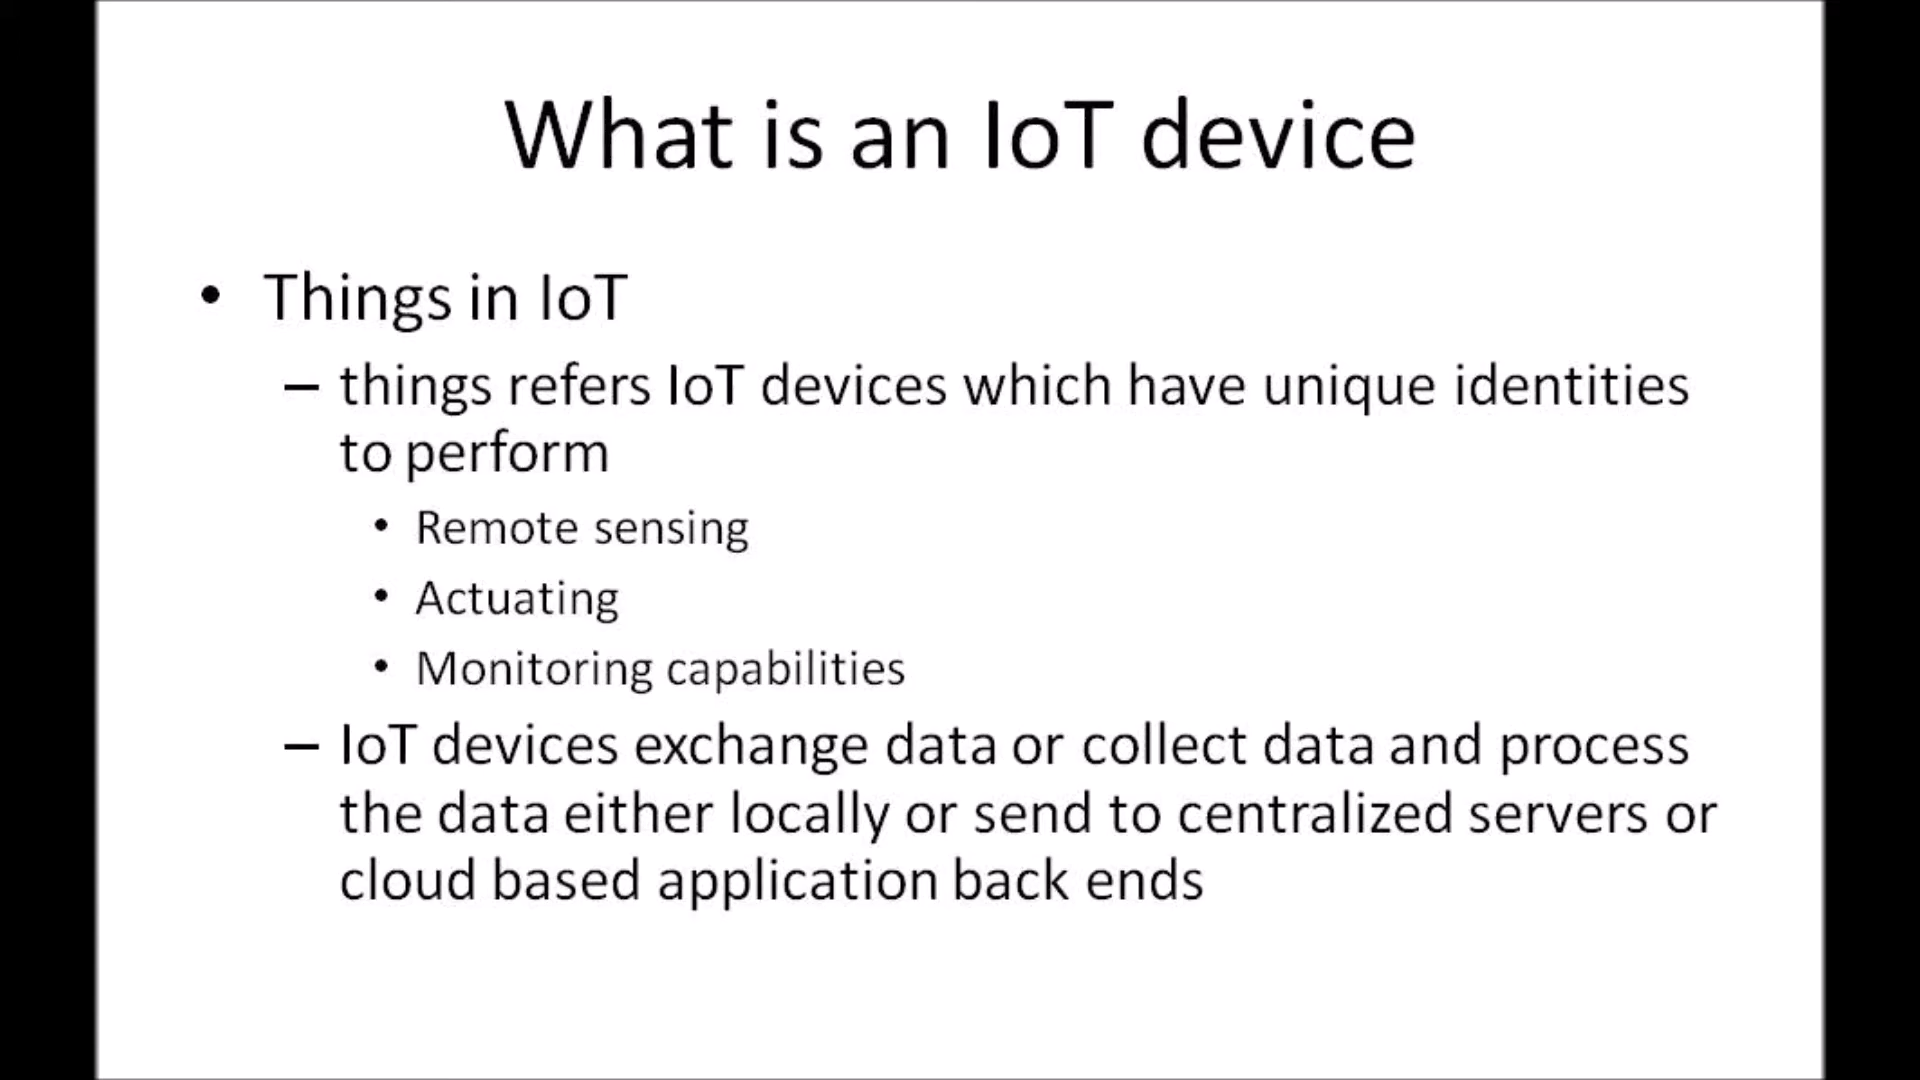 What is an IoT device
• Things in IoT
– things refers IoT devices which have unique identities
to perform
• Remote sensing
• Actuating
• Monitoring capabilities
– IoT devices exchange data or collect data and process
the data either locally or send to centralized servers or
cloud based application back ends